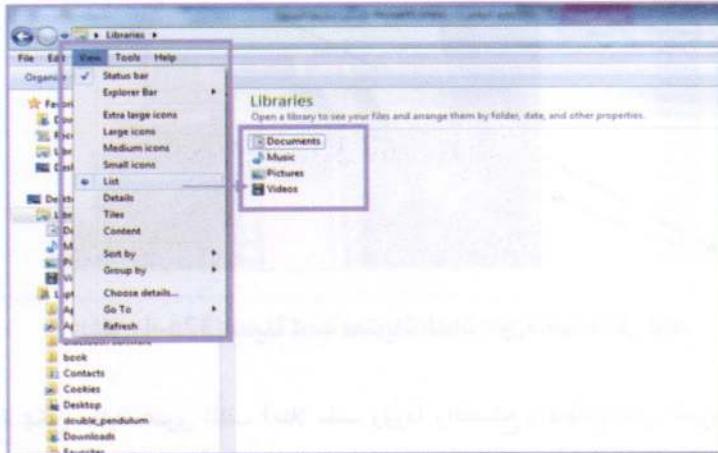 Libraries
File Edit View Tools Help
Organize
Status bar
Explorer Bar
Extra large icons
Large icons
Medium icons
Small icons
List
Details
Tiles
Content
Sort by
Group by
Choose details...
Go To
Refresh
book
Contacts
Cookies
Desktop
double_pendulum
Downloads
Favorites
Libraries
Open a library to see your files and arrange them by folder, date, and other properties.
Documents
Music
Pictures
Videos